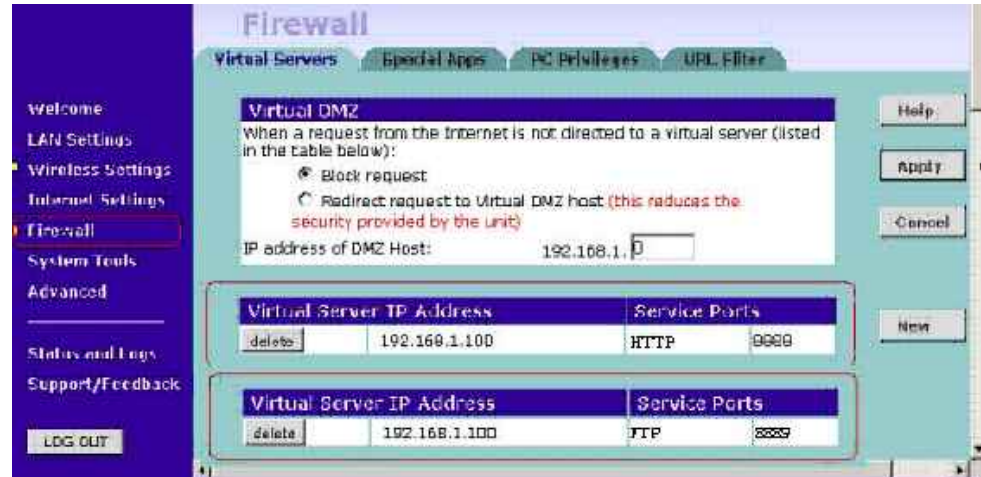 Firewall
Virtual Servers
Special Apps
PC Privileges
URL Filter
Welcome
LAN Settings
Wireless Settings
Internet Settings
Firewall
System Tools
Advanced
Status and Logs
Support/Feedback
LOG OUT
Virtual DMZ
When a request from the Internet is not directed to a virtual server (listed
in the table below):
Block request
Redirect request to Virtual DMZ host (this reduces the
security provided by the unit)
IP address of DMZ Host: 192.168.1. 0
Virtual Server IP Address Service Ports
delete 192.168.1.100 HTTP
Virtual Server IP Address Service Ports
delete 192.168.1.100 FTP
Help
Apply
Cancel
New